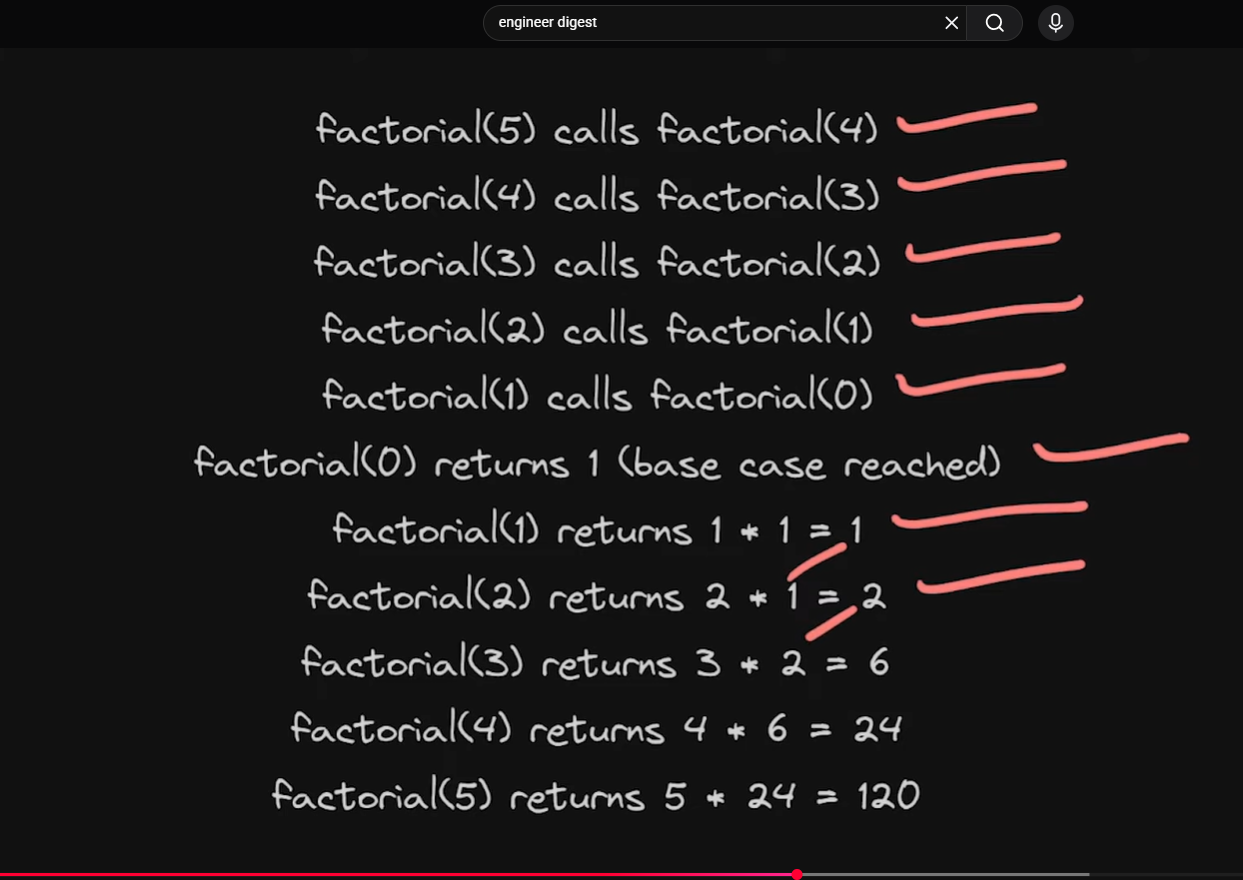 engineer digest
factorial(5) calls factorial(4)
factorial(4) calls factorial(3)
factorial(3) calls factorial(2)
factorial(2) calls factorial(1)
factorial(1) calls factorial(0)
factorial(0) returns 1 (base case reached)
factorial(1) returns 1 * 1 = 1
factorial(2) returns 2 * 1 = 2
factorial(3) returns 3 * 2 = 6
factorial(4) returns 4 * 6 = 24
factorial(5) returns 5 * 24 = 120